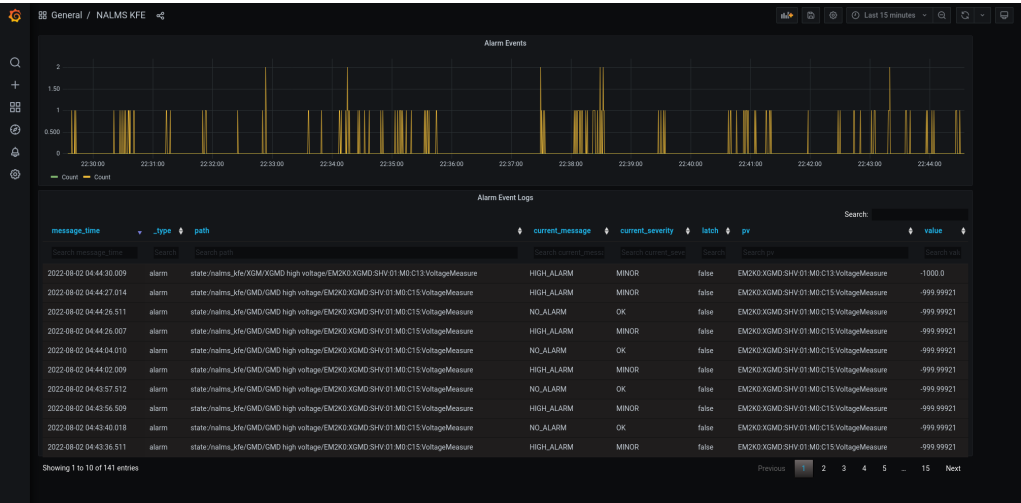 General / NALMS KFE
Last 15 minutes
Alarm Events
2
1.50
1
0.500
0
22:30:00 22:31:00 22:32:00 22:33:00 22:34:00 22:35:00 22:36:00 22:37:00 22:38:00 22:39:00 22:40:00 22:41:00 22:42:00 22:43:00 22:44:00
Count Count
Alarm Event Logs
Search:
message_time _type path current_message current_severity latch pv value
Search message_time Search Search path Search current_mess Search current_seve Search Search pv Search val
2022-08-02 04:44:30.009 alarm state:/nalms_kfe/XGM/XGMD high voltage/EM2K0:XGMD:SHV:01:M0:C13:VoltageMeasure HIGH_ALARM MINOR false EM2K0:XGMD:SHV:01:M0:C13:VoltageMeasure -1000.0
2022-08-02 04:44:27.014 alarm state:/nalms_kfe/GMD/GMD high voltage/EM2K0:XGMD:SHV:01:M0:C15:VoltageMeasure HIGH_ALARM MINOR false EM2K0:XGMD:SHV:01:M0:C15:VoltageMeasure -999.99921
2022-08-02 04:44:26.511 alarm state:/nalms_kfe/GMD/GMD high voltage/EM2K0:XGMD:SHV:01:M0:C15:VoltageMeasure NO_ALARM OK false EM2K0:XGMD:SHV:01:M0:C15:VoltageMeasure -999.99921
2022-08-02 04:44:26.007 alarm state:/nalms_kfe/GMD/GMD high voltage/EM2K0:XGMD:SHV:01:M0:C15:VoltageMeasure HIGH_ALARM MINOR false EM2K0:XGMD:SHV:01:M0:C15:VoltageMeasure -999.99921
2022-08-02 04:44:04.010 alarm state:/nalms_kfe/GMD/GMD high voltage/EM2K0:XGMD:SHV:01:M0:C15:VoltageMeasure NO_ALARM OK false EM2K0:XGMD:SHV:01:M0:C15:VoltageMeasure -999.99921
2022-08-02 04:44:02.009 alarm state:/nalms_kfe/GMD/GMD high voltage/EM2K0:XGMD:SHV:01:M0:C15:VoltageMeasure HIGH_ALARM MINOR false EM2K0:XGMD:SHV:01:M0:C15:VoltageMeasure -999.99921
2022-08-02 04:43:57.512 alarm state:/nalms_kfe/GMD/GMD high voltage/EM2K0:XGMD:SHV:01:M0:C15:VoltageMeasure NO_ALARM OK false EM2K0:XGMD:SHV:01:M0:C15:VoltageMeasure -999.99921
2022-08-02 04:43:56.509 alarm state:/nalms_kfe/GMD/GMD high voltage/EM2K0:XGMD:SHV:01:M0:C15:VoltageMeasure HIGH_ALARM MINOR false EM2K0:XGMD:SHV:01:M0:C15:VoltageMeasure -999.99921
2022-08-02 04:43:40.018 alarm state:/nalms_kfe/GMD/GMD high voltage/EM2K0:XGMD:SHV:01:M0:C15:VoltageMeasure NO_ALARM OK false EM2K0:XGMD:SHV:01:M0:C15:VoltageMeasure -999.99921
2022-08-02 04:43:36.511 alarm state:/nalms_kfe/GMD/GMD high voltage/EM2K0:XGMD:SHV:01:M0:C15:VoltageMeasure HIGH_ALARM MINOR false EM2K0:XGMD:SHV:01:M0:C15:VoltageMeasure -999.99921
Showing 1 to 10 of 141 entries Previous 1 2 3 4 5 … 15 Next